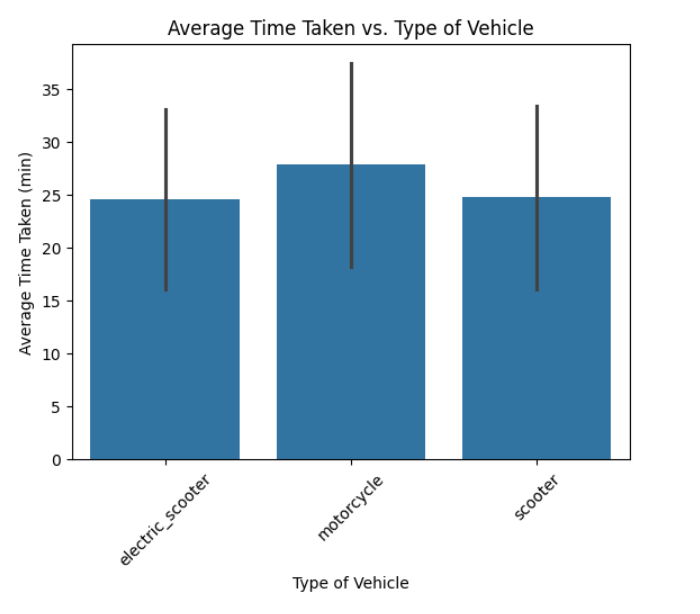 Average Time Taken vs. Type of Vehicle
Average Time Taken (min)
35
30
25
20
15
10
5
0
electric_scooter
motorcycle
scooter
Type of Vehicle